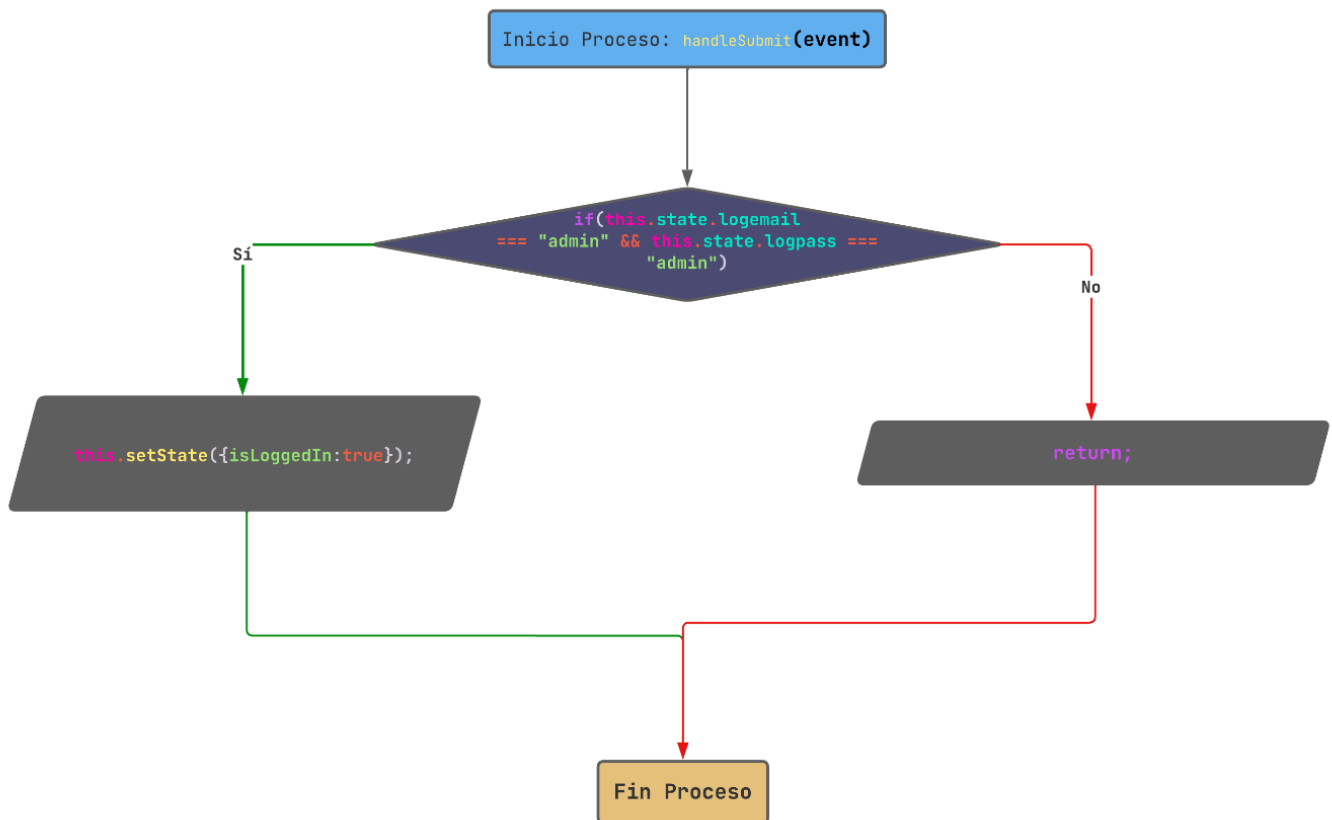 Inicio Proceso: handleSubmit(event)
if(this.state.logemail
=== "admin" && this.state.logpass ===
"admin")
Sí
No
this.setState({isLoggedIn:true});
return;
Fin Proceso